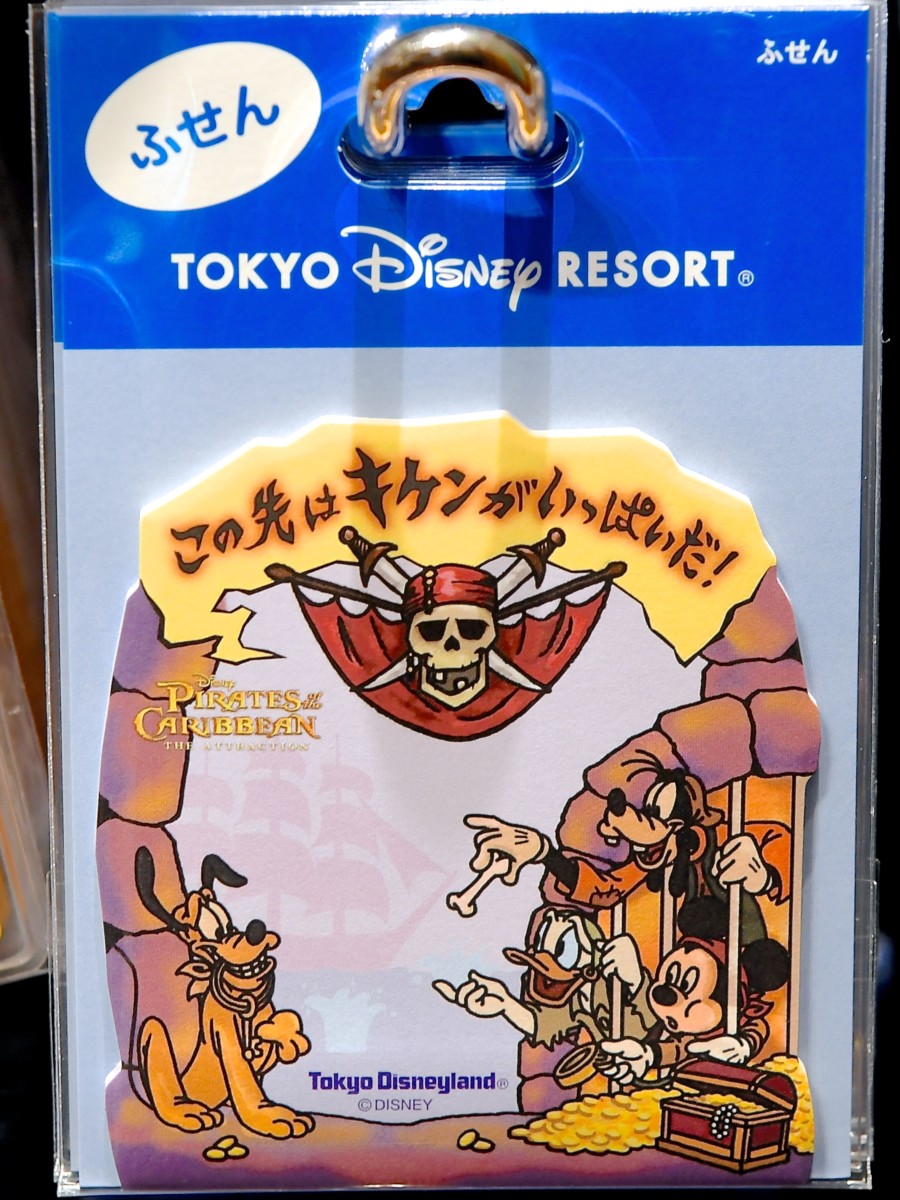 ふせん
ふせん
TOKYO Disney RESORT®
この先はキケンがいっぱいだ!
Disney
PIRATES of the
CARIBBEAN
THE ATTRACTION
Tokyo Disneyland®
©DISNEY